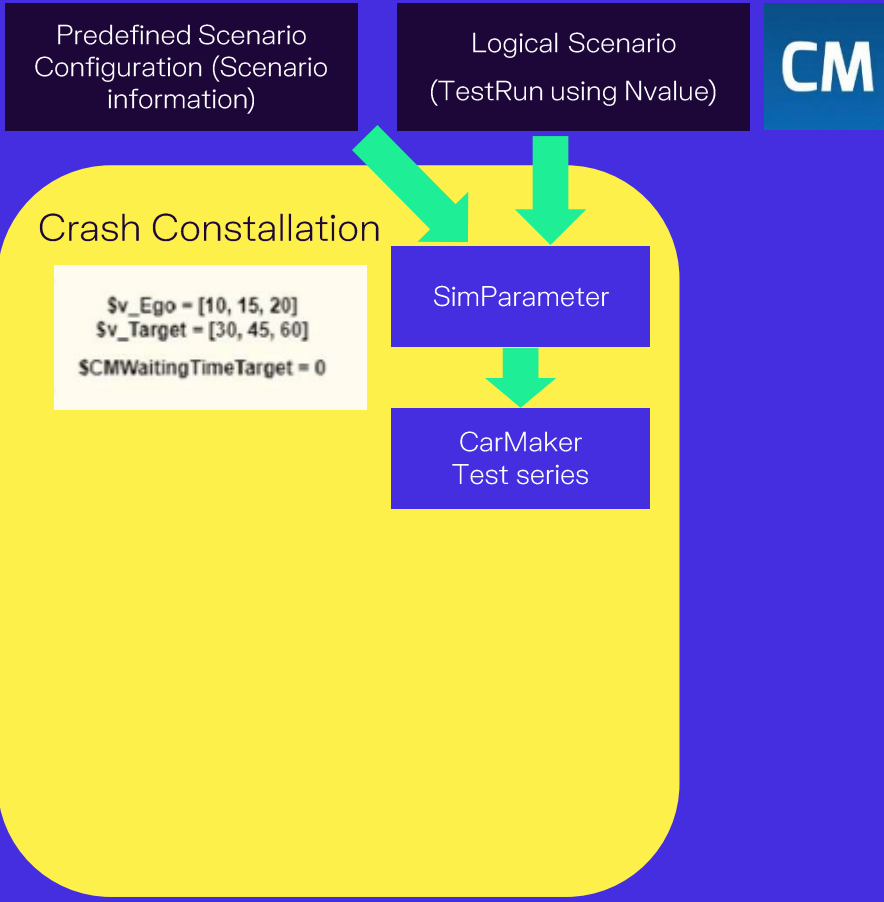 Predefined Scenario
Configuration (Scenario
information)
Logical Scenario
(TestRun using Nvalue)
CM
Crash Constallation
$v_Ego = [10, 15, 20]
$v_Target = [30, 45, 60]
$CMWaitingTimeTarget = 0
SimParameter
CarMaker
Test series